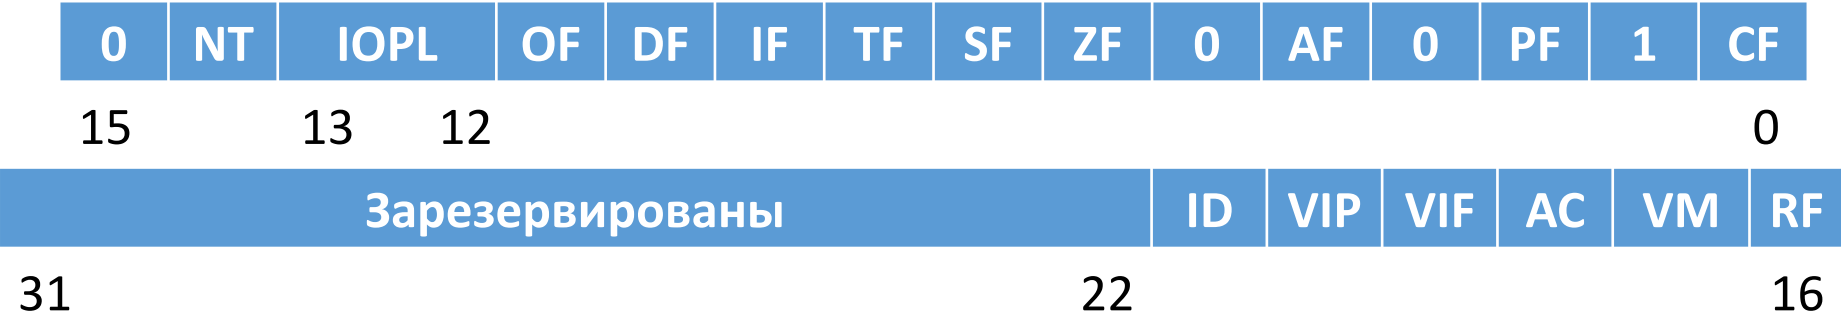 0 NT IOPL OF DF IF TF SF ZF 0 AF 0 PF 1 CF
15 13 12 0
Зарезервированы ID VIP VIF AC VM RF
31 22 16